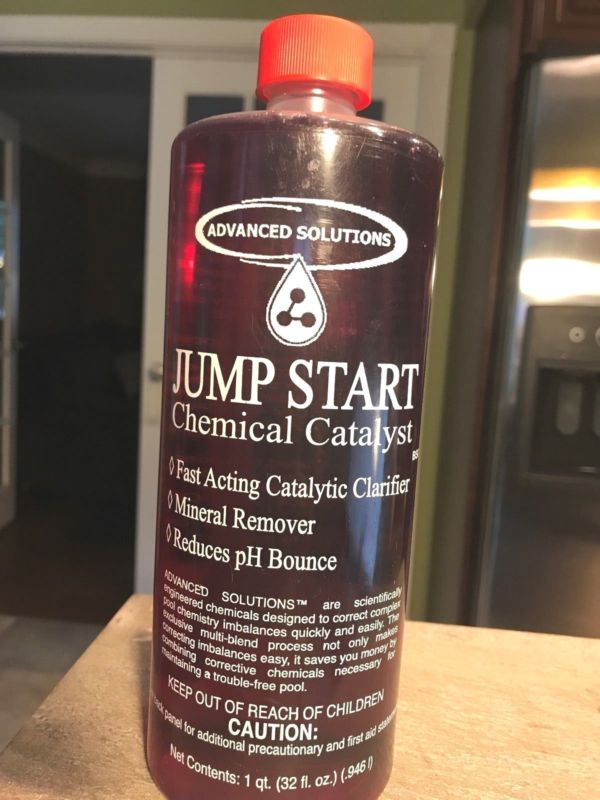 ADVANCED SOLUTIONS
JUMP START
Chemical Catalyst
BS
◊ Fast Acting Catalytic Clarifier
◊ Mineral Remover
◊ Reduces pH Bounce
ADVANCED SOLUTIONS™ are scientifically
engineered chemicals designed to correct complex
pool chemistry imbalances quickly and easily. The
exclusive multi-blend process not only makes
correcting imbalances easy, it saves you money by
combining corrective chemicals necessary for
maintaining a trouble-free pool.
KEEP OUT OF REACH OF CHILDREN
CAUTION:
panel for additional precautionary and first aid
Net Contents: 1 qt. (32 fl. oz.) (.946 l)